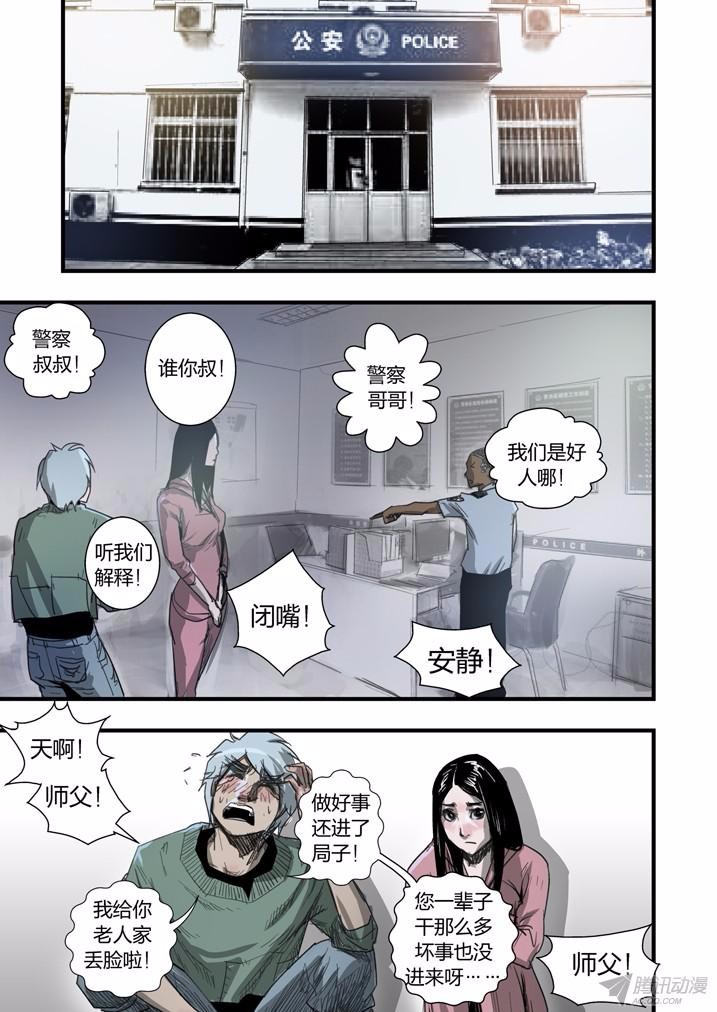 公安 POLICE
警察
叔叔！
谁你叔！
警察
哥哥！
我们是好
人哪！
听我们
解释！
闭嘴！
安静！
POLICE
天啊！
师父！
做好事
还进了
局子！
我给你
老人家
丢脸啦！
您一辈子
干那么多
坏事也没
进来呀……
师父！
腾讯动漫
AC.QQ.COM